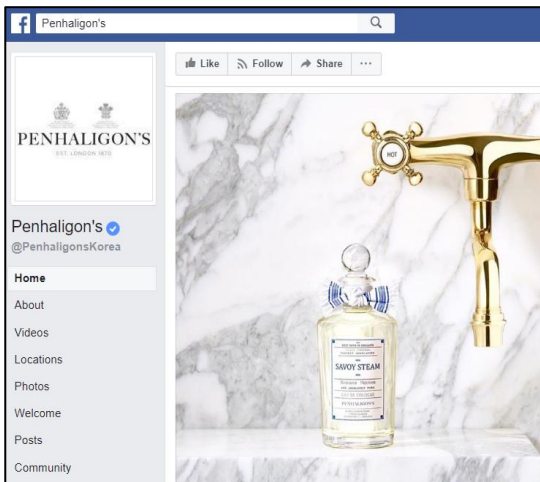 Penhaligon's
Like Follow Share ...
PENHALIGON'S
EST. LONDON 1870
HOT
Penhaligon's
@PenhaligonsKorea
Home
About
Videos
Locations
Photos
Welcome
Posts
Community
SAVOY STEAM
PENHALIGON'S